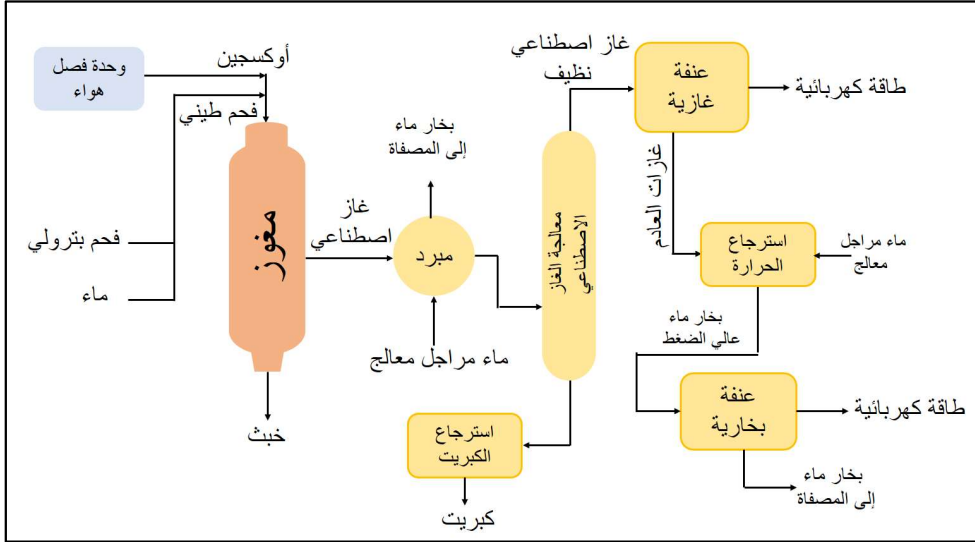 وحدة فصل
هواء
أوكسجين
فحم طيني
فحم بترولي
ماء
مغوز
خبث
غاز
اصطناعي
بخار ماء
إلى المصفاة
مبرد
ماء مراجل معالج
معالجة الغاز
الاصطناعي
غاز اصطناعي
نظيف
عنفة
غازية
طاقة كهربائية
غازات العادم
استرجاع
الحرارة
ماء مراجل
معالج
بخار ماء
عالي الضغط
عنفة
بخارية
طاقة كهربائية
بخار ماء
إلى المصفاة
استرجاع
الكبريت
كبريت